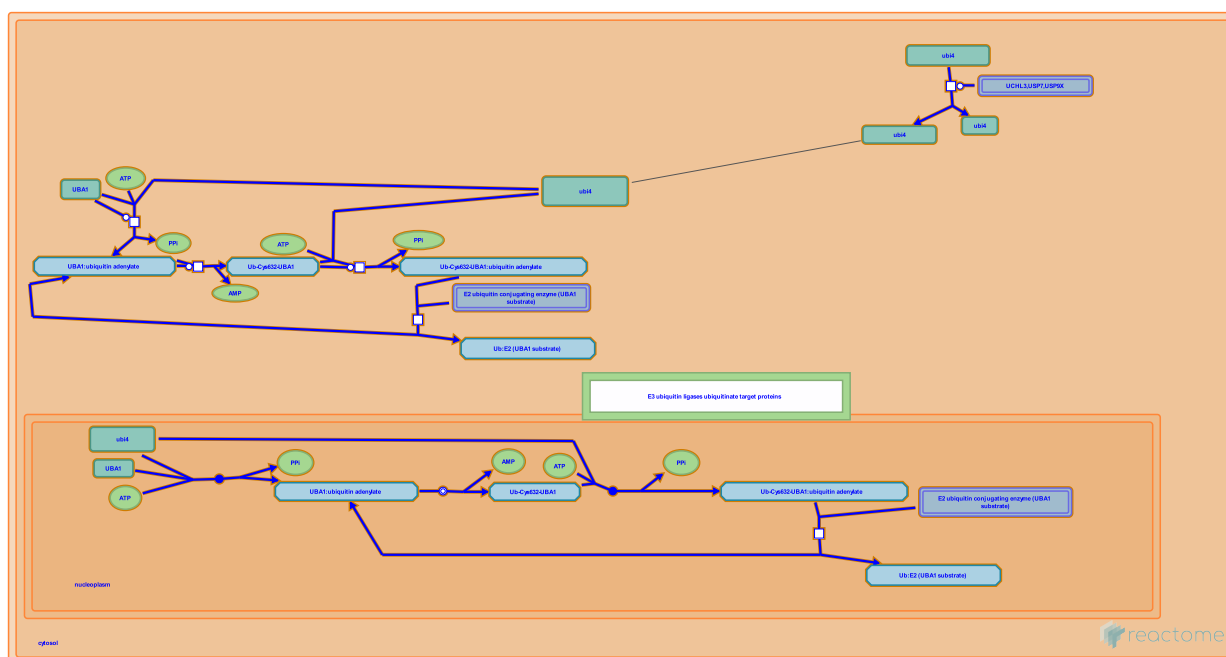 ubi4
UCHL3,USP7,USP9X
ubi4
ubi4
ATP
UBA1
ubi4
PPi
ATP
PPi
UBA1:ubiquitin adenylate
Ub-Cys632-UBA1
Ub-Cys632-UBA1:ubiquitin adenylate
AMP
E2 ubiquitin conjugating enzyme (UBA1
substrate)
Ub:E2 (UBA1 substrate)
E3 ubiquitin ligases ubiquitinate target proteins
ubi4
UBA1
ATP
PPi
AMP
ATP
PPi
UBA1:ubiquitin adenylate
Ub-Cys632-UBA1
Ub-Cys632-UBA1:ubiquitin adenylate
E2 ubiquitin conjugating enzyme (UBA1
substrate)
Ub:E2 (UBA1 substrate)
nucleoplasm
cytosol
reactome